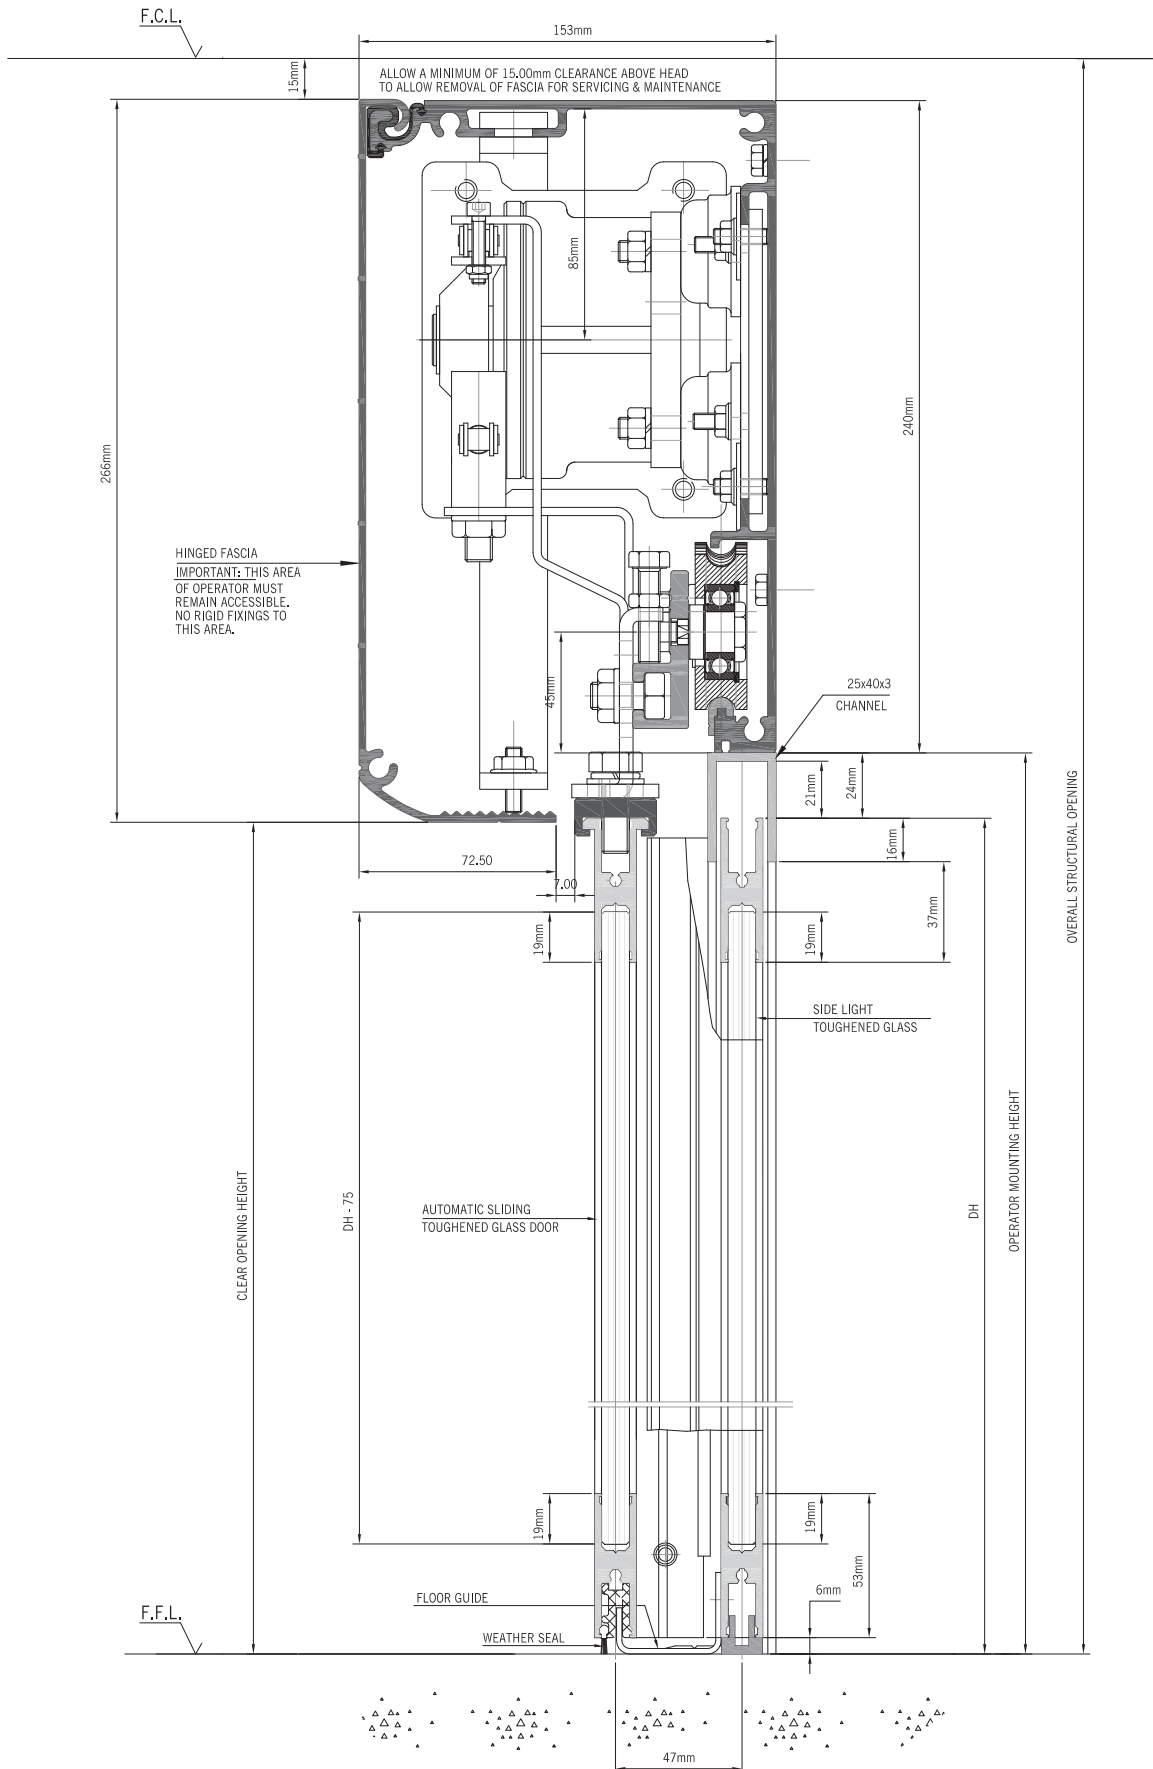 F.C.L.
153mm
15mm
ALLOW A MINIMUM OF 15.00mm CLEARANCE ABOVE HEAD
TO ALLOW REMOVAL OF FASCIA FOR SERVICING & MAINTENANCE
85mm
240mm
266mm
HINGED FASCIA
IMPORTANT: THIS AREA
OF OPERATOR MUST
REMAIN ACCESSIBLE.
NO RIGID FIXINGS TO
THIS AREA.
45mm
25x40x3
CHANNEL
21mm
24mm
16mm
72.50
7.00
37mm
19mm
19mm
OVERALL STRUCTURAL OPENING
SIDE LIGHT
TOUGHENED GLASS
CLEAR OPENING HEIGHT
DH - 75
AUTOMATIC SLIDING
TOUGHENED GLASS DOOR
DH
OPERATOR MOUNTING HEIGHT
19mm
19mm
53mm
6mm
FLOOR GUIDE
F.F.L.
WEATHER SEAL
47mm